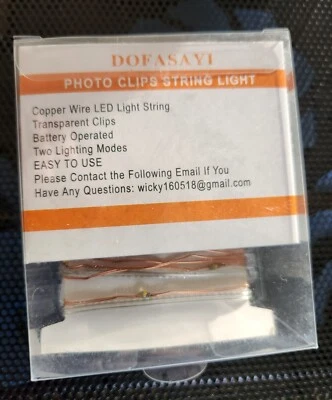 DOFASAYI
PHOTO CLIPS STRING LIGHT
Copper Wire LED Light String
Transparent Clips
Battery Operated
Two Lighting Modes
EASY TO USE
Please Contact the Following Email If You
Have Any Questions: wicky160518@gmail.com